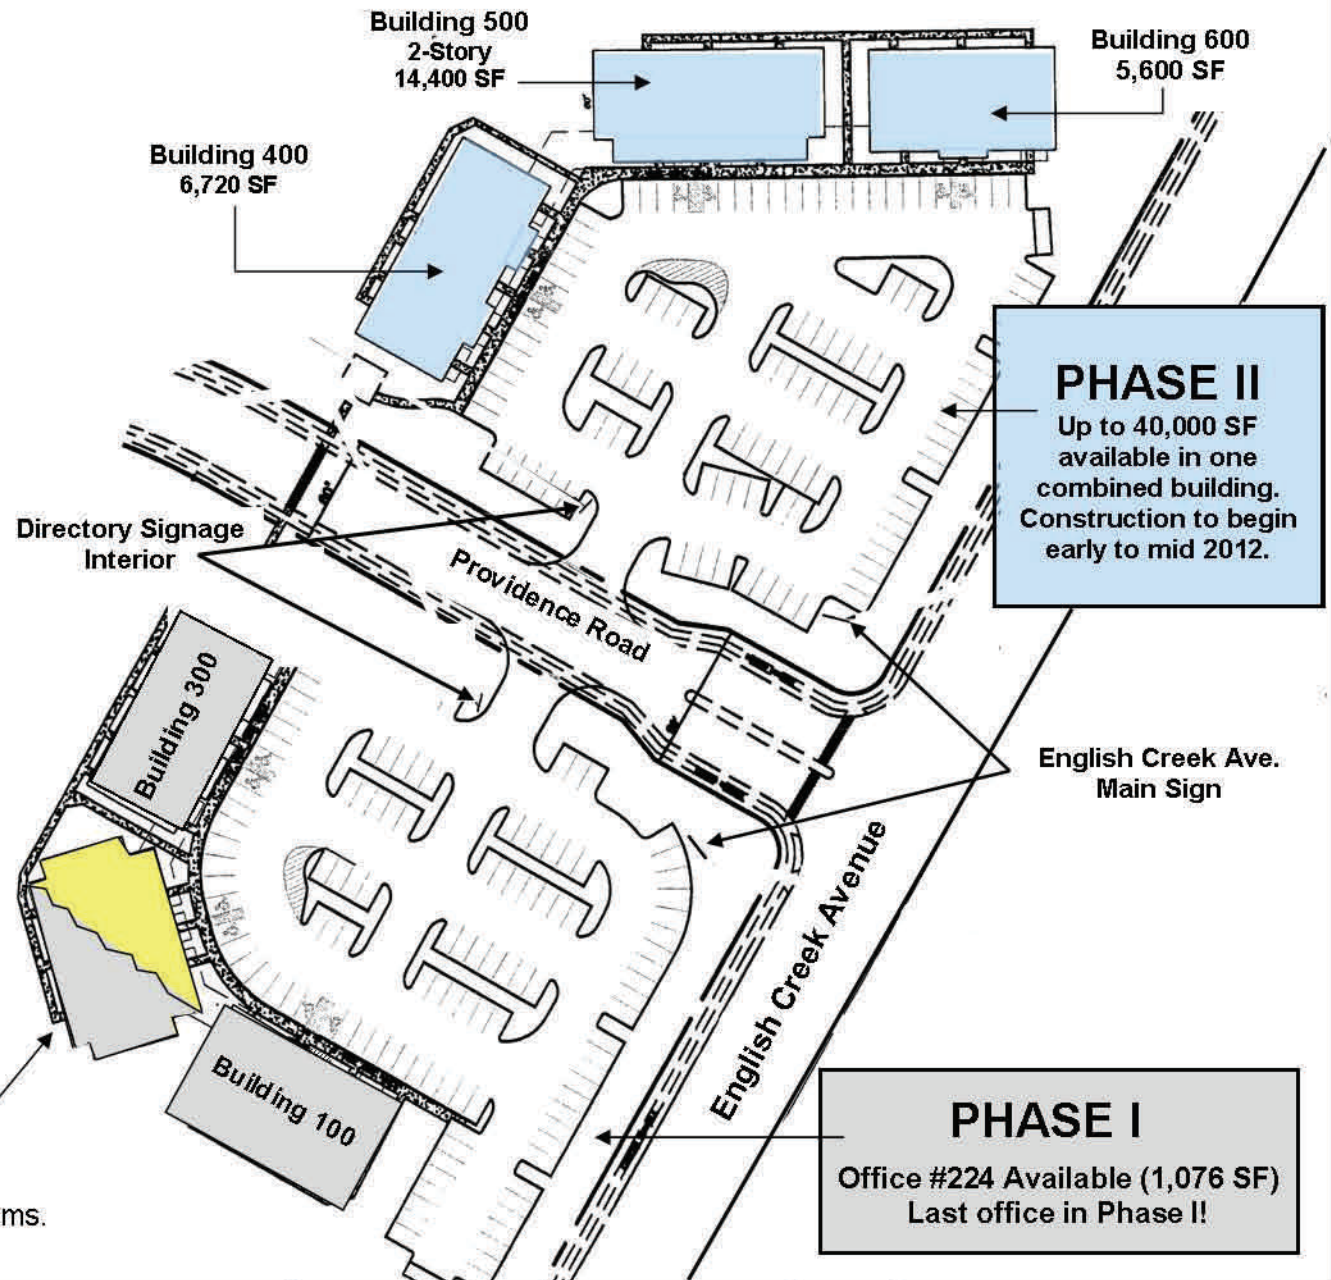 Building 500
2-Story
14,400 SF
Building 600
5,600 SF
Building 400
6,720 SF
PHASE II
Up to 40,000 SF
available in one
combined building.
Construction to begin
early to mid 2012.
Directory Signage
Interior
Providence Road
Building 300
English Creek Ave.
Main Sign
English Creek Avenue
Building 100
PHASE I
Office #224 Available (1,076 SF)
Last office in Phase I!
ms.